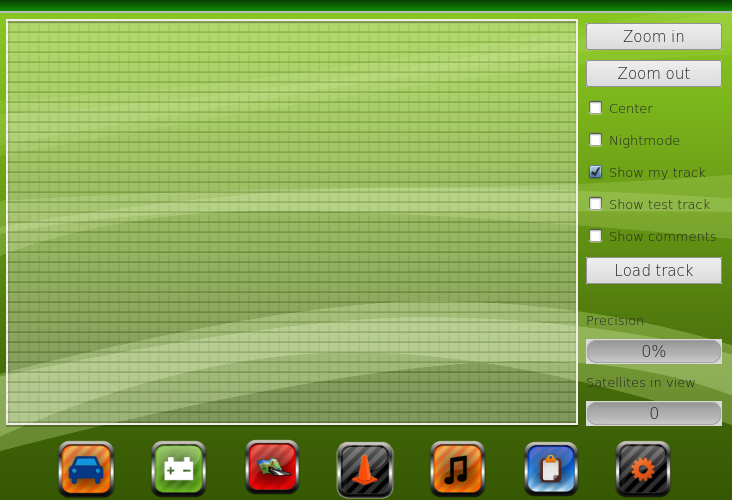 Zoom in
Zoom out
Center
Nightmode
Show my track
Show test track
Show comments
Load track
Precision
0%
Satellites in view
0